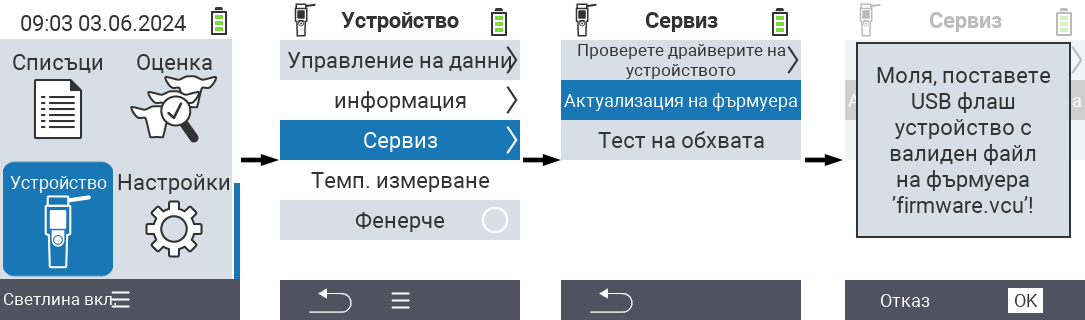 09:03 03.06.2024
Списъци
Оценка
Устройство
Настройки
Светлина вкл.
Устройство
Управление на данни
информация
Сервиз
Темп. измерване
Фенерче
Сервиз
Проверете драйверите на
устройството
Актуализация на фърмуера
Тест на обхвата
Сервиз
Моля, поставете
USB флаш
устройство с
валиден файл
на фърмуера
’firmware.vcu’!
Отказ
OK